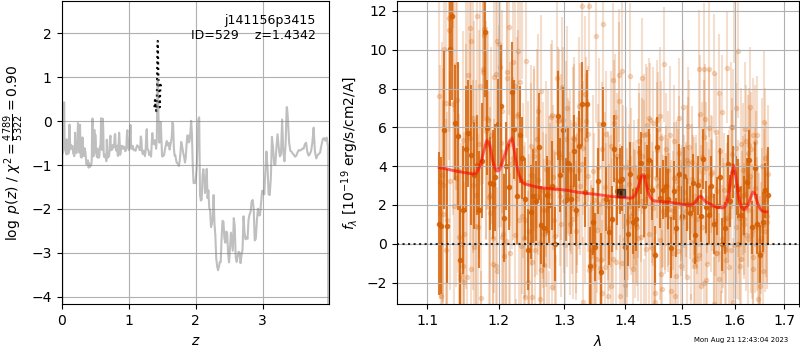 j141156p3415
ID=529 z=1.4342
log p(z) / χ² = 4789/5322 = 0.90
2
1
0
−1
−2
−3
−4
0 1 2 3
z
fλ [10⁻¹⁹ erg/s/cm2/A]
12
10
8
6
4
2
0
−2
1.1 1.2 1.3 1.4 1.5 1.6 1.7
λ
Mon Aug 21 12:43:04 2023